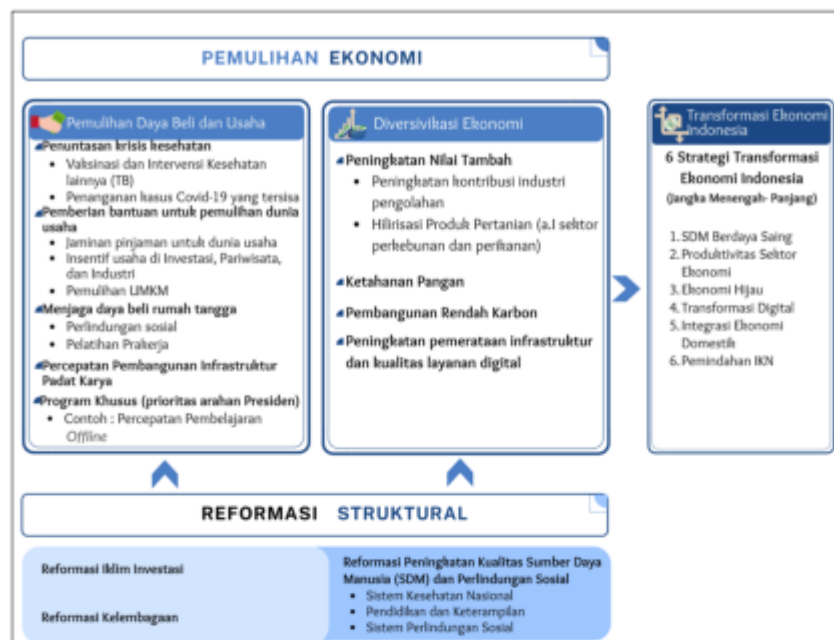 PEMULIHAN EKONOMI
Pemulihan Daya Beli dan Usaha
Penuntasan krisis kesehatan
Vaksinasi dan Intervensi Kesehatan
lainnya (TB)
Penanganan kasus Covid-19 yang tersisa
Pemberian bantuan untuk pemulihan dunia
usaha
Jaminan pinjaman untuk dunia usaha
Insentif usaha di Investasi, Pariwisata,
dan Industri
Pemulihan UMKM
Menjaga daya beli rumah tangga
Perlindungan sosial
Pelatihan Prakerja
Percepatan Pembangunan Infrastruktur
Padat Karya
Program Khusus (prioritas arahan Presiden)
Contoh : Percepatan Pembelajaran
Offline
Diversivikasi Ekonomi
Peningkatan Nilai Tambah
Peningkatan kontribusi industri
pengolahan
Hilirisasi Produk Pertanian (a.l sektor
perkebunan dan perikanan)
Ketahanan Pangan
Pembangunan Rendah Karbon
Peningkatan pemerataan infrastruktur
dan kualitas layanan digital
Transformasi Ekonomi
Indonesia
6 Strategi Transformasi
Ekonomi Indonesia
(Jangka Menengah- Panjang)
1. SDM Berdaya Saing
2. Produktivitas Sektor
Ekonomi
3. Ekonomi Hijau
4. Transformasi Digital
5. Integrasi Ekonomi
Domestik
6. Pemindahan IKN
REFORMASI STRUKTURAL
Reformasi Iklim Investasi
Reformasi Kelembagaan
Reformasi Peningkatan Kualitas Sumber Daya
Manusia (SDM) dan Perlindungan Sosial
Sistem Kesehatan Nasional
Pendidikan dan Keterampilan
Sistem Perlindungan Sosial